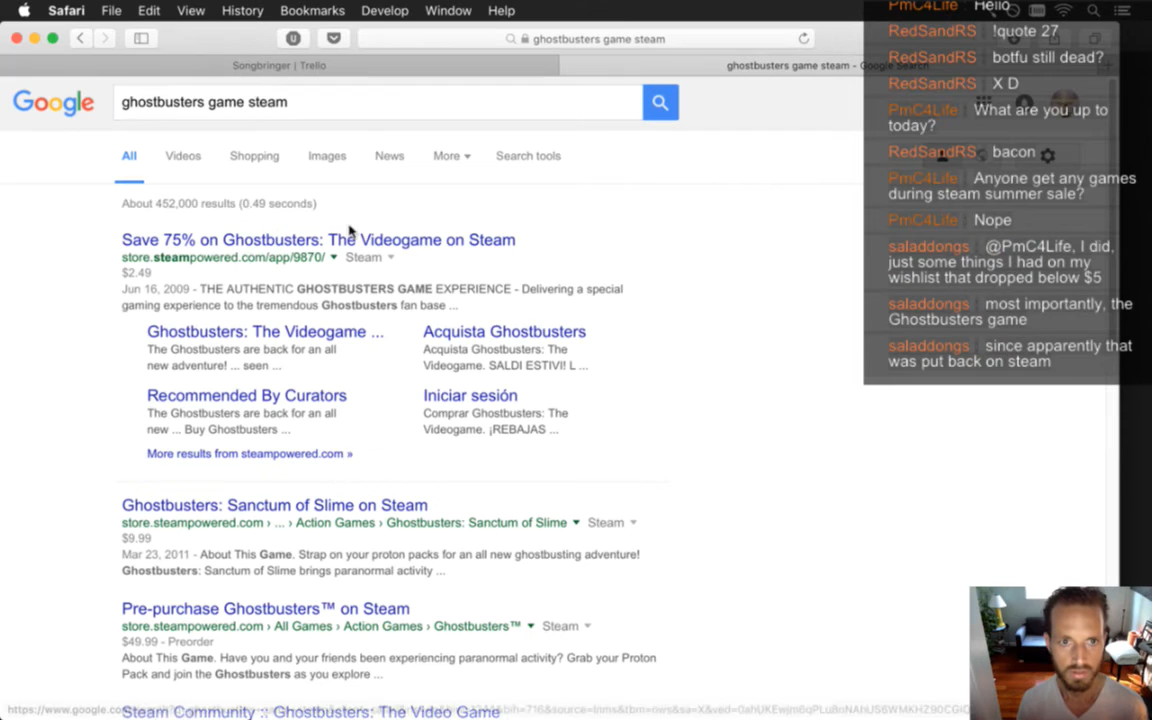 Safari File Edit View History Bookmarks Develop Window Help
ghostbusters game steam
Songbringer | Trello
ghostbusters game steam - Google Search
Google
ghostbusters game steam
All Videos Shopping Images News More Search tools
About 452,000 results (0.49 seconds)
Save 75% on Ghostbusters: The Videogame on Steam
store.steampowered.com/app/9870/ Steam
$2.49
Jun 16, 2009 - THE AUTHENTIC GHOSTBUSTERS GAME EXPERIENCE - Delivering a special
gaming experience to the tremendous Ghostbusters fan base ...
Ghostbusters: The Videogame ...
The Ghostbusters are back for an all
new adventure! ... seen ...
Acquista Ghostbusters
Acquista Ghostbusters: The
Videogame. SALDI ESTIVI! L ...
Recommended By Curators
The Ghostbusters are back for an all
new ... Buy Ghostbusters ...
Iniciar sesión
Comprar Ghostbusters: The
Videogame. ¡REBAJAS ...
More results from steampowered.com »
Ghostbusters: Sanctum of Slime on Steam
store.steampowered.com › ... › Action Games › Ghostbusters: Sanctum of Slime Steam
$9.99
Mar 23, 2011 - About This Game. Strap on your proton packs for an all new ghostbusting adventure!
Ghostbusters: Sanctum of Slime brings paranormal activity ...
Pre-purchase Ghostbusters™ on Steam
store.steampowered.com › All Games › Action Games › Ghostbusters™ Steam
$49.99 - Preorder
About This Game. Have you and your friends been experiencing paranormal activity? Grab your Proton
Pack and join the Ghostbusters as you explore ...
Steam Community :: Ghostbusters: The Video Game
PmC4Life Hello
RedSandRS !quote 27
RedSandRS botfu still dead?
RedSandRS X D
PmC4Life What are you up to
today?
RedSandRS bacon
PmC4Life Anyone get any games
during steam summer sale?
PmC4Life Nope
saladdongs @PmC4Life, I did,
just some things I had on my
wishlist that dropped below $5
saladdongs most importantly, the
Ghostbusters game
saladdongs since apparently that
was put back on steam